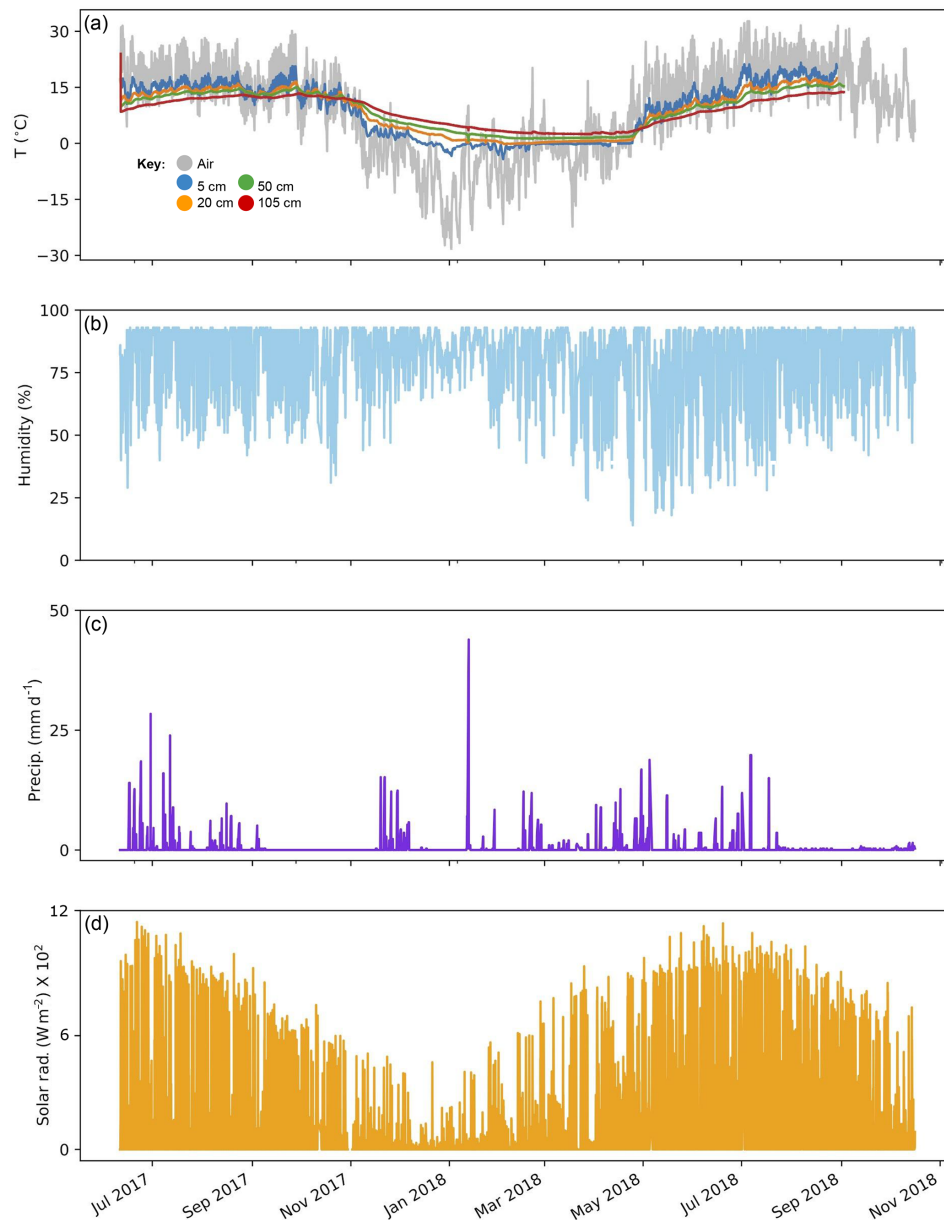 (a)
30
15
0
−15
−30
T (°C)
Key:
Air
5 cm
50 cm
20 cm
105 cm
(b)
100
75
50
25
0
Humidity (%)
(c)
50
25
0
Precip. (mm d⁻¹)
(d)
12
6
0
Solar rad. (W m⁻²) X 10²
Jul 2017
Sep 2017
Nov 2017
Jan 2018
Mar 2018
May 2018
Jul 2018
Sep 2018
Nov 2018